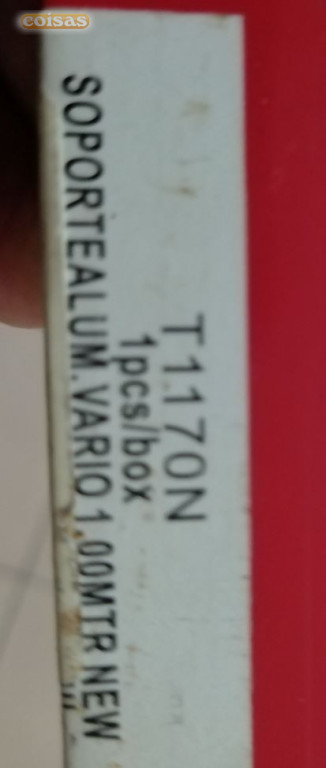 coisas
T1170N
1pcs/box
SOPORTEALUM.VARIO 1.00MTR NEW